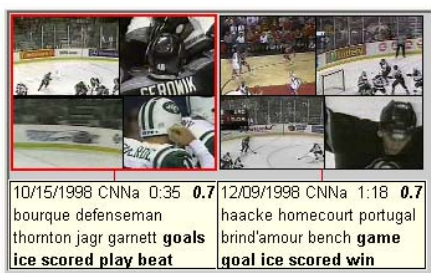 CERONIK
10/15/1998 CNNa 0:35 0.7
bourque defenseman
thornton jagr garnett goals
ice scored play beat
12/09/1998 CNNa 1:18 0.7
haacke homecourt portugal
brind'amour bench game
goal ice scored win